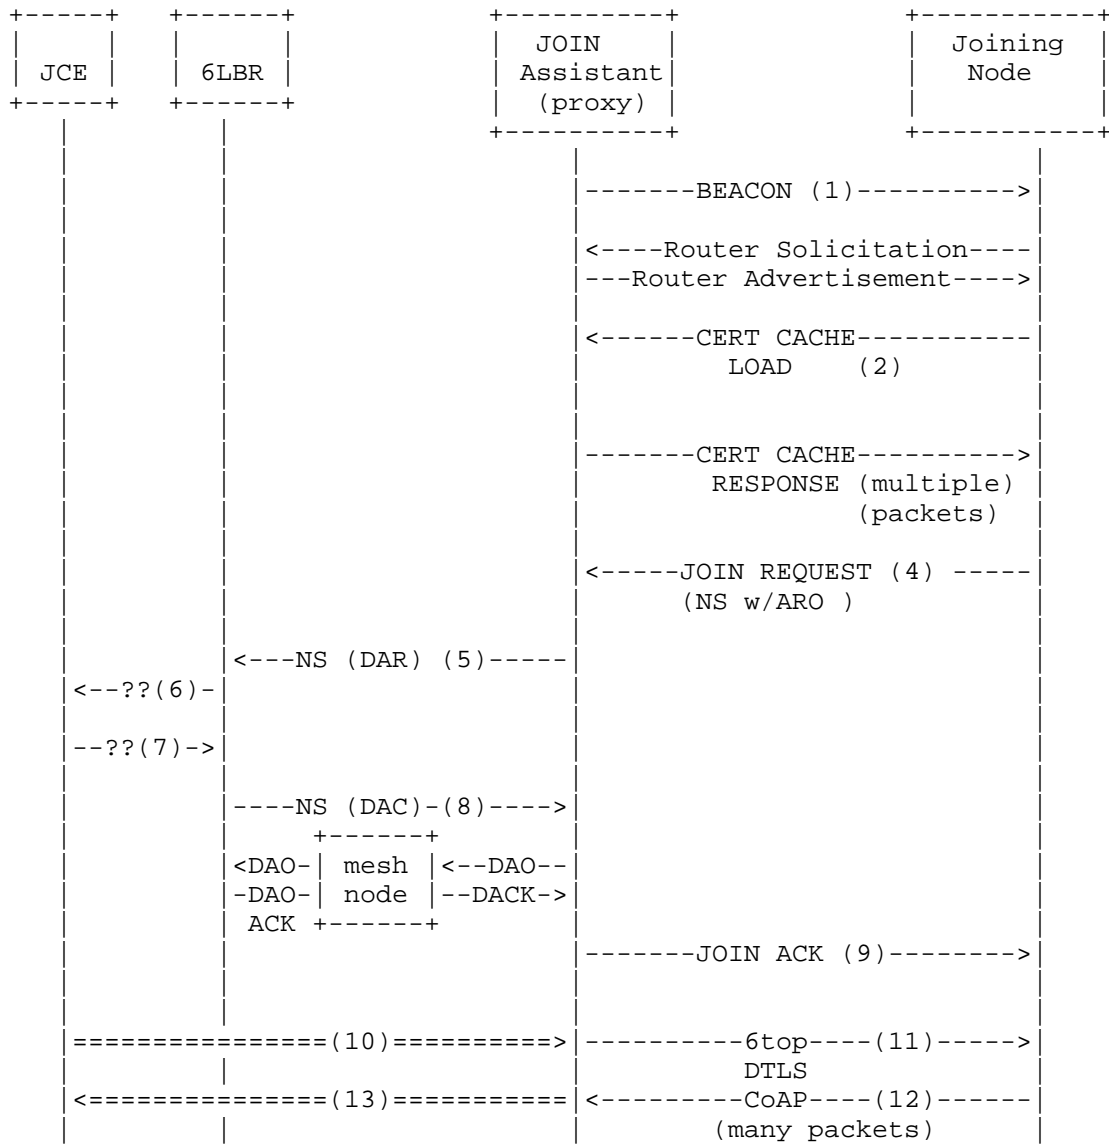 +-----+   +------+             +----------+               +-----------+
|     |   |      |             |  JOIN    |               |  Joining  |
| JCE |   | 6LBR |             | Assistant|               |   Node    |
+-----+   +------+             |  (proxy) |               |           |
+----------+               +-----------+
|-------BEACON (1)---------->|
|<----Router Solicitation----|
|---Router Advertisement---->|
|<------CERT CACHE-----------|
LOAD    (2)
|-------CERT CACHE---------->|
RESPONSE (multiple)
(packets)
|<-----JOIN REQUEST (4) -----|
(NS w/ARO )
|<---NS (DAR) (5)-----|
|<--??(6)-|
|--??(7)->|
|----NS (DAC)-(8)---->|
+------+
|<DAO-| mesh |<--DAO--|
|-DAO-| node |--DACK->|
ACK +------+
|-------JOIN ACK (9)-------->|
|================(10)==========>|----------6top----(11)----->|
DTLS
|<===============(13)===========|<---------CoAP----(12)------|
(many packets)